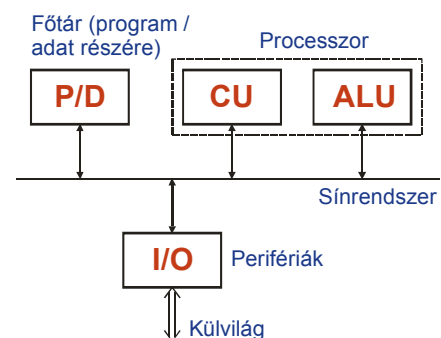 Főtár (program /
adat részére)
Processzor
P/D
CU
ALU
Sínrendszer
I/O
Perifériák
Külvilág